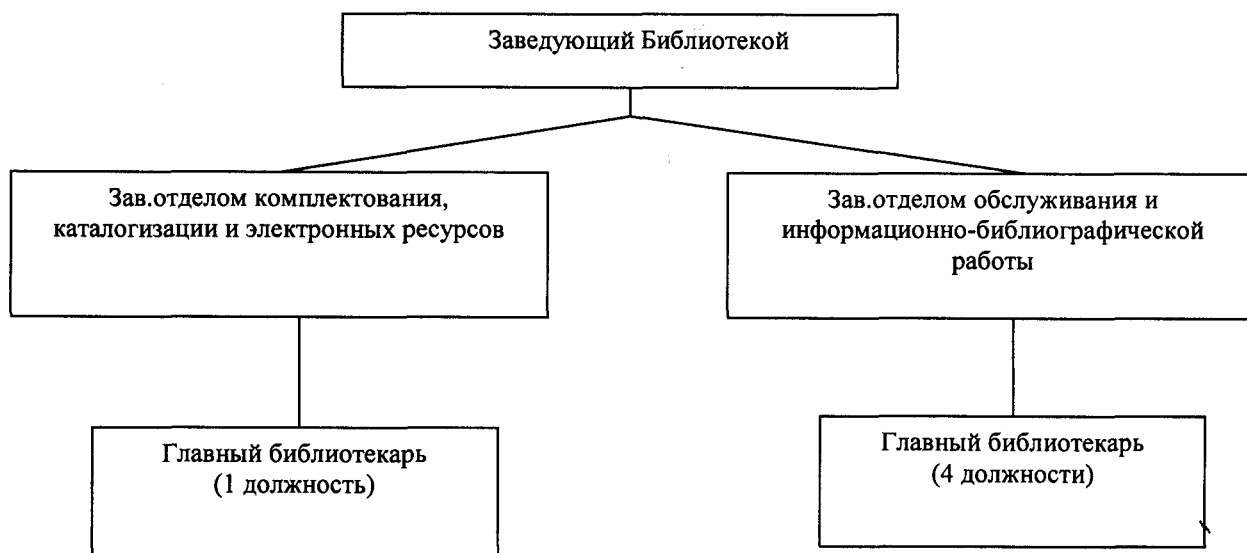 Заведующий Библиотекой
Зав.отделом комплектования,
каталогизации и электронных ресурсов
Зав.отделом обслуживания и
информационно-библиографической
работы
Главный библиотекарь
(1 должность)
Главный библиотекарь
(4 должности)